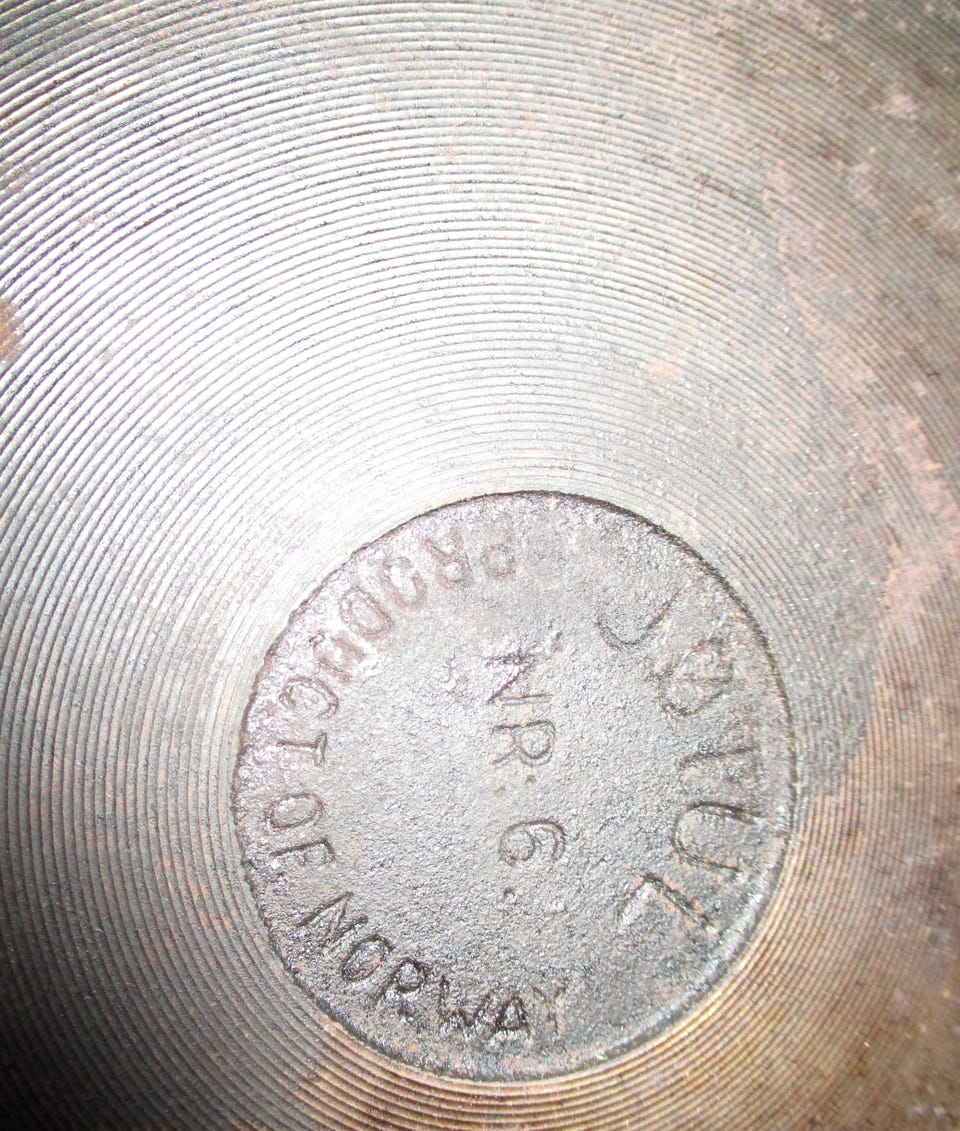 JØTUL
NR. 6.
PRODUCT OF NORWAY